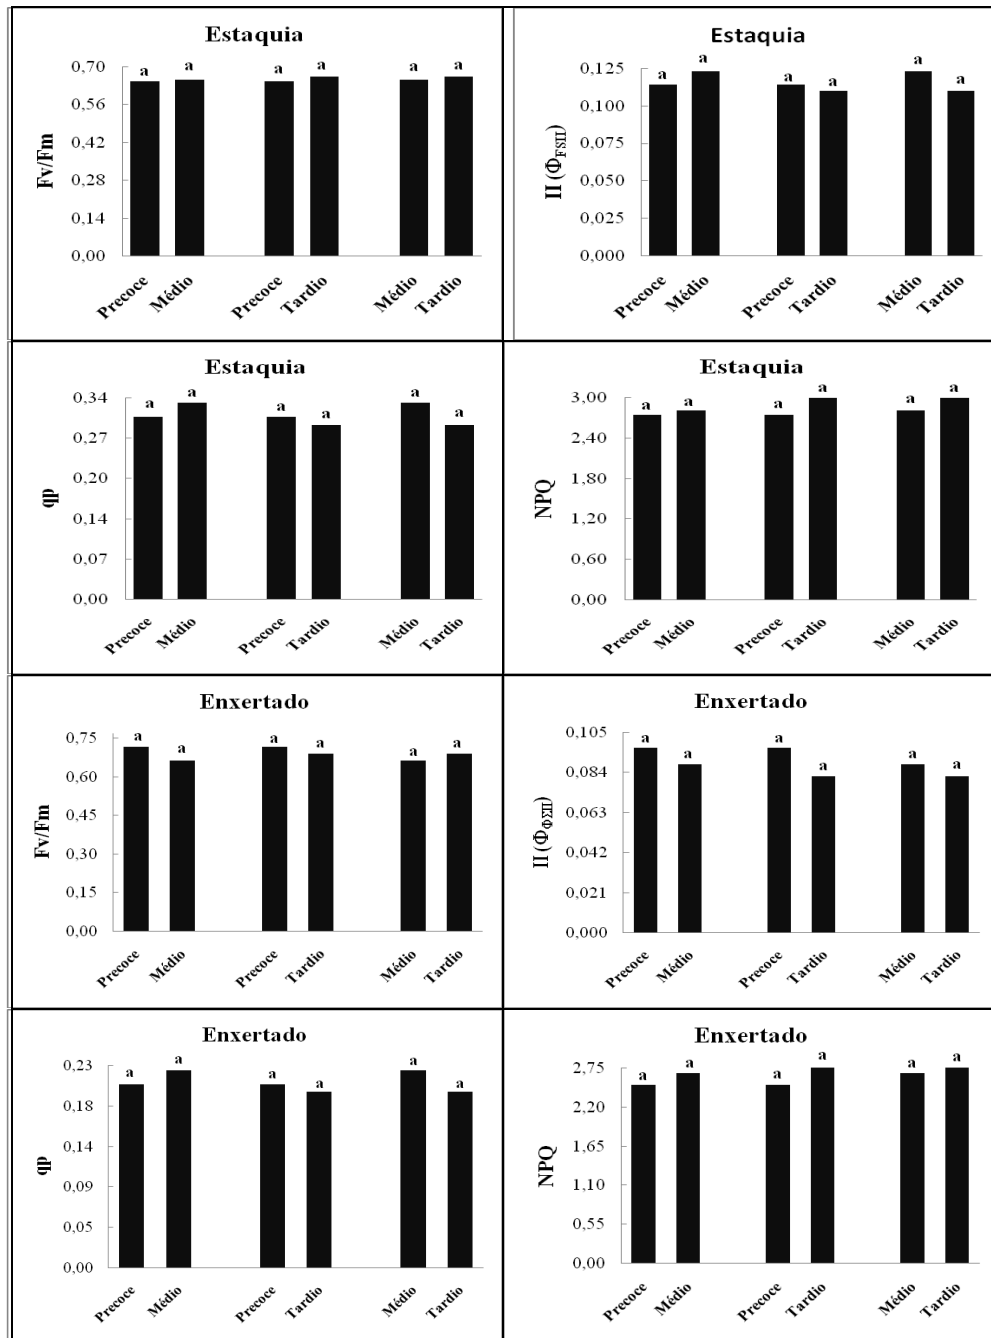 Estaquia
a a a a a a
0,70
0,56
0,42
0,28
0,14
0,00
Fv/Fm
Precoce Médio Precoce Tardio Médio Tardio
Estaquia
a a a a a a
0,125
0,100
0,075
0,050
0,025
0,000
II (Φ_FSII)
Precoce Médio Precoce Tardio Médio Tardio
Estaquia
a a a a a a
0,34
0,27
0,20
0,14
0,07
0,00
qp
Precoce Médio Precoce Tardio Médio Tardio
Estaquia
a a a a a a
3,00
2,40
1,80
1,20
0,60
0,00
NPQ
Precoce Médio Precoce Tardio Médio Tardio
Enxertado
a a a a a a
0,75
0,60
0,45
0,30
0,15
0,00
Fv/Fm
Precoce Médio Precoce Tardio Médio Tardio
Enxertado
a a a a a a
0,105
0,084
0,063
0,042
0,021
0,000
II (Φ_ΦΣΙΙ)
Precoce Médio Precoce Tardio Médio Tardio
Enxertado
a a a a a a
0,23
0,18
0,14
0,09
0,05
0,00
qp
Precoce Médio Precoce Tardio Médio Tardio
Enxertado
a a a a a a
2,75
2,20
1,65
1,10
0,55
0,00
NPQ
Precoce Médio Precoce Tardio Médio Tardio